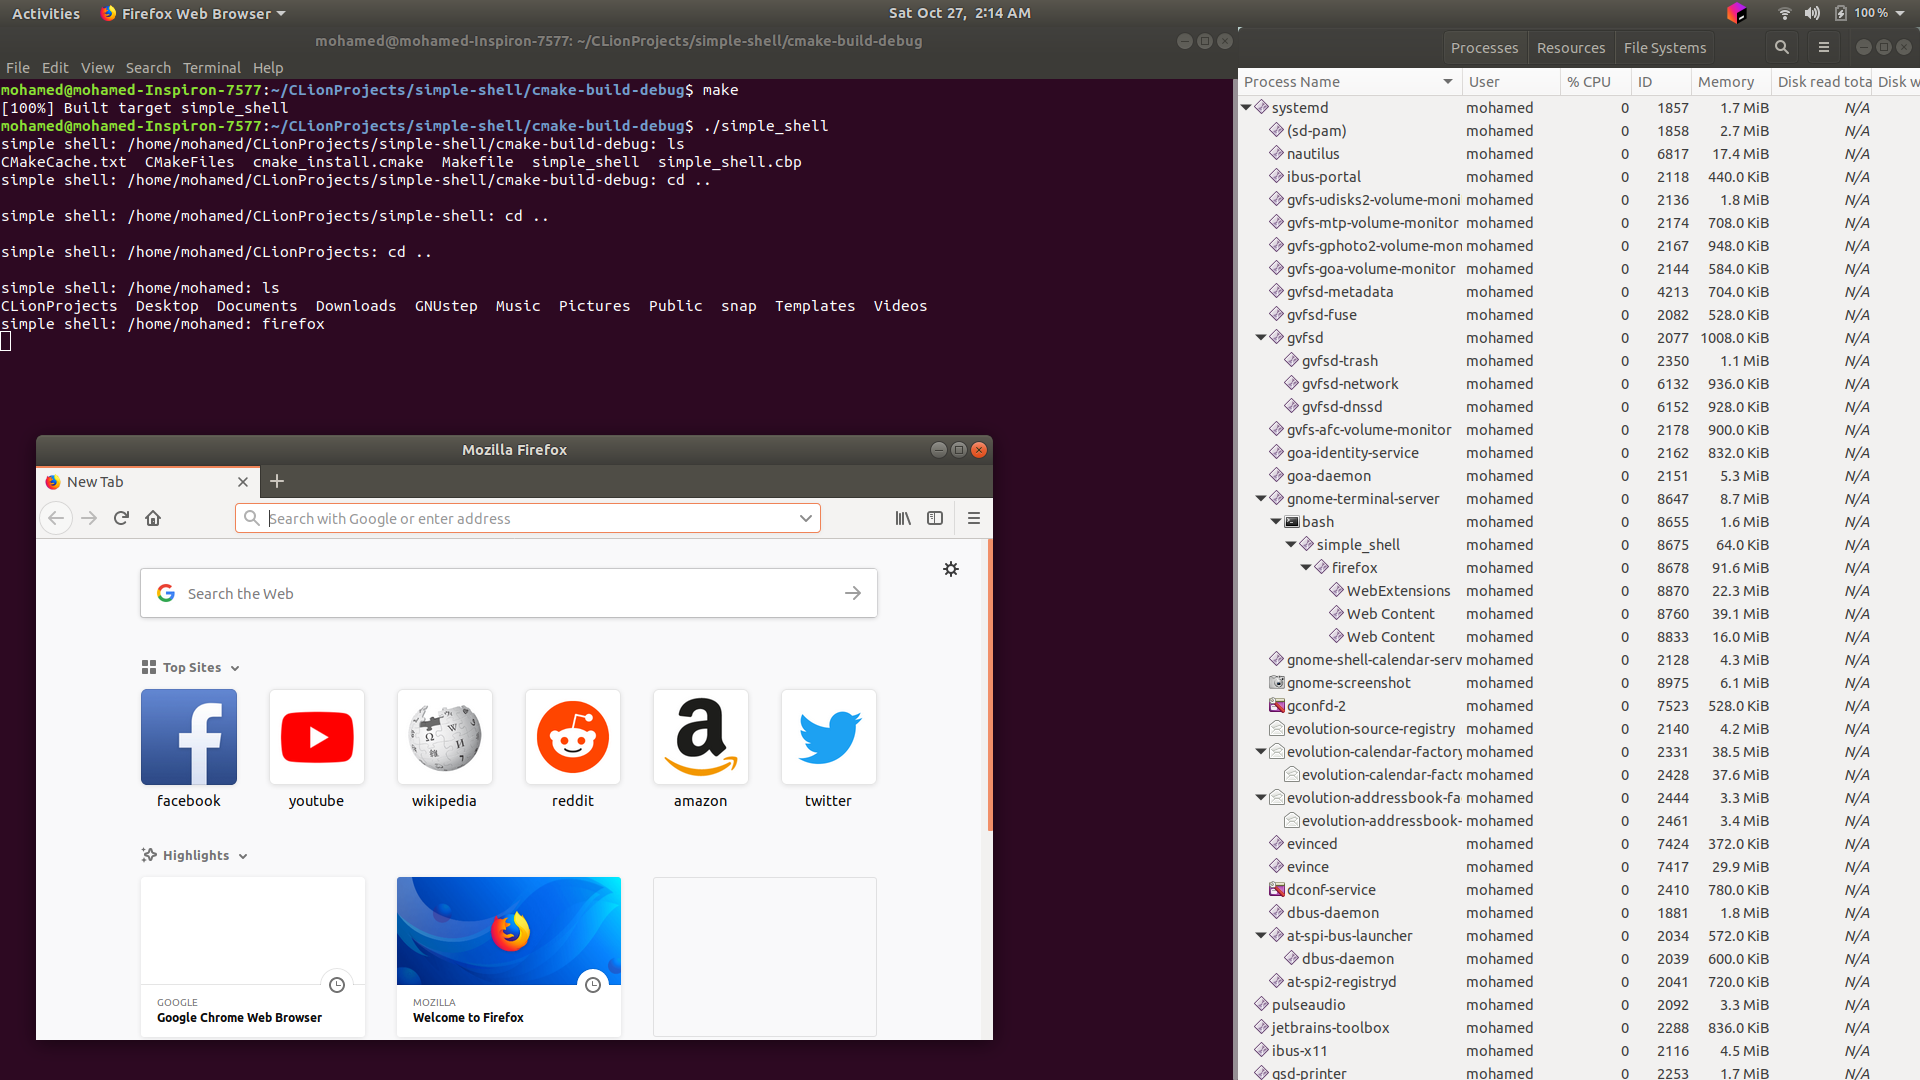 Activities Firefox Web Browser Sat Oct 27, 2:14 AM 100 %
mohamed@mohamed-Inspiron-7577: ~/CLionProjects/simple-shell/cmake-build-debug
File Edit View Search Terminal Help
mohamed@mohamed-Inspiron-7577:~/CLionProjects/simple-shell/cmake-build-debug$ make
[100%] Built target simple_shell
mohamed@mohamed-Inspiron-7577:~/CLionProjects/simple-shell/cmake-build-debug$ ./simple_shell
simple shell: /home/mohamed/CLionProjects/simple-shell/cmake-build-debug: ls
CMakeCache.txt CMakeFiles cmake_install.cmake Makefile simple_shell simple_shell.cbp
simple shell: /home/mohamed/CLionProjects/simple-shell/cmake-build-debug: cd ..
simple shell: /home/mohamed/CLionProjects/simple-shell: cd ..
simple shell: /home/mohamed/CLionProjects: cd ..
simple shell: /home/mohamed: ls
CLionProjects Desktop Documents Downloads GNUstep Music Pictures Public snap Templates Videos
simple shell: /home/mohamed: firefox
Mozilla Firefox
New Tab
Search with Google or enter address
Search the Web
Top Sites
facebook youtube wikipedia reddit amazon twitter
Highlights
GOOGLE
Google Chrome Web Browser
MOZILLA
Welcome to Firefox
Processes Resources File Systems
Process Name User % CPU ID Memory Disk read tota Disk w
systemd mohamed 0 1857 1.7 MiB N/A
(sd-pam) mohamed 0 1858 2.7 MiB N/A
nautilus mohamed 0 6817 17.4 MiB N/A
ibus-portal mohamed 0 2118 440.0 KiB N/A
gvfs-udisks2-volume-moni mohamed 0 2136 1.8 MiB N/A
gvfs-mtp-volume-monitor mohamed 0 2174 708.0 KiB N/A
gvfs-gphoto2-volume-mon mohamed 0 2167 948.0 KiB N/A
gvfs-goa-volume-monitor mohamed 0 2144 584.0 KiB N/A
gvfsd-metadata mohamed 0 4213 704.0 KiB N/A
gvfsd-fuse mohamed 0 2082 528.0 KiB N/A
gvfsd mohamed 0 2077 1008.0 KiB N/A
gvfsd-trash mohamed 0 2350 1.1 MiB N/A
gvfsd-network mohamed 0 6132 936.0 KiB N/A
gvfsd-dnssd mohamed 0 6152 928.0 KiB N/A
gvfs-afc-volume-monitor mohamed 0 2178 900.0 KiB N/A
goa-identity-service mohamed 0 2162 832.0 KiB N/A
goa-daemon mohamed 0 2151 5.3 MiB N/A
gnome-terminal-server mohamed 0 8647 8.7 MiB N/A
bash mohamed 0 8655 1.6 MiB N/A
simple_shell mohamed 0 8675 64.0 KiB N/A
firefox mohamed 0 8678 91.6 MiB N/A
WebExtensions mohamed 0 8870 22.3 MiB N/A
Web Content mohamed 0 8760 39.1 MiB N/A
Web Content mohamed 0 8833 16.0 MiB N/A
gnome-shell-calendar-serv mohamed 0 2128 4.3 MiB N/A
gnome-screenshot mohamed 0 8975 6.1 MiB N/A
gconfd-2 mohamed 0 7523 528.0 KiB N/A
evolution-source-registry mohamed 0 2140 4.2 MiB N/A
evolution-calendar-factory mohamed 0 2331 38.5 MiB N/A
evolution-calendar-facto mohamed 0 2428 37.6 MiB N/A
evolution-addressbook-fa mohamed 0 2444 3.3 MiB N/A
evolution-addressbook- mohamed 0 2461 3.4 MiB N/A
evinced mohamed 0 7424 372.0 KiB N/A
evince mohamed 0 7417 29.9 MiB N/A
dconf-service mohamed 0 2410 780.0 KiB N/A
dbus-daemon mohamed 0 1881 1.8 MiB N/A
at-spi-bus-launcher mohamed 0 2034 572.0 KiB N/A
dbus-daemon mohamed 0 2039 600.0 KiB N/A
at-spi2-registryd mohamed 0 2041 720.0 KiB N/A
pulseaudio mohamed 0 2092 3.3 MiB N/A
jetbrains-toolbox mohamed 0 2288 836.0 KiB N/A
ibus-x11 mohamed 0 2116 4.5 MiB N/A
gsd-printer mohamed 0 2253 1.7 MiB N/A